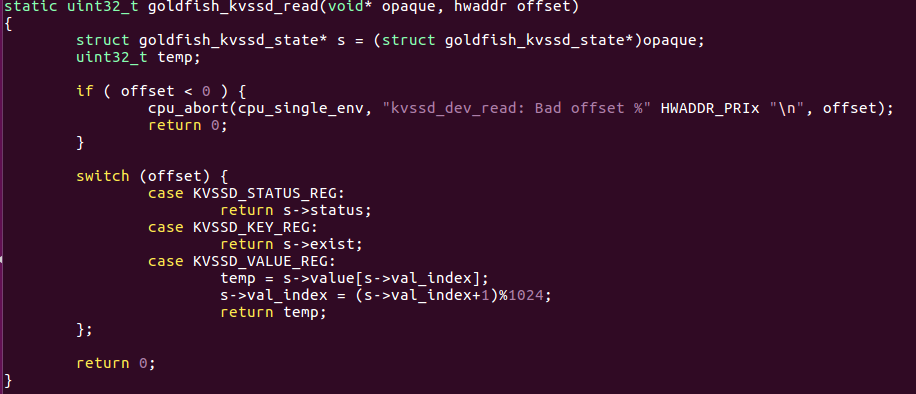 static uint32_t goldfish_kvssd_read(void* opaque, hwaddr offset)
{
        struct goldfish_kvssd_state* s = (struct goldfish_kvssd_state*)opaque;
        uint32_t temp;

        if ( offset < 0 ) {
                cpu_abort(cpu_single_env, "kvssd_dev_read: Bad offset %" HWADDR_PRIx "\n", offset);
                return 0;
        }

        switch (offset) {
                case KVSSD_STATUS_REG:
                        return s->status;
                case KVSSD_KEY_REG:
                        return s->exist;
                case KVSSD_VALUE_REG:
                        temp = s->value[s->val_index];
                        s->val_index = (s->val_index+1)%1024;
                        return temp;
        };

        return 0;
}